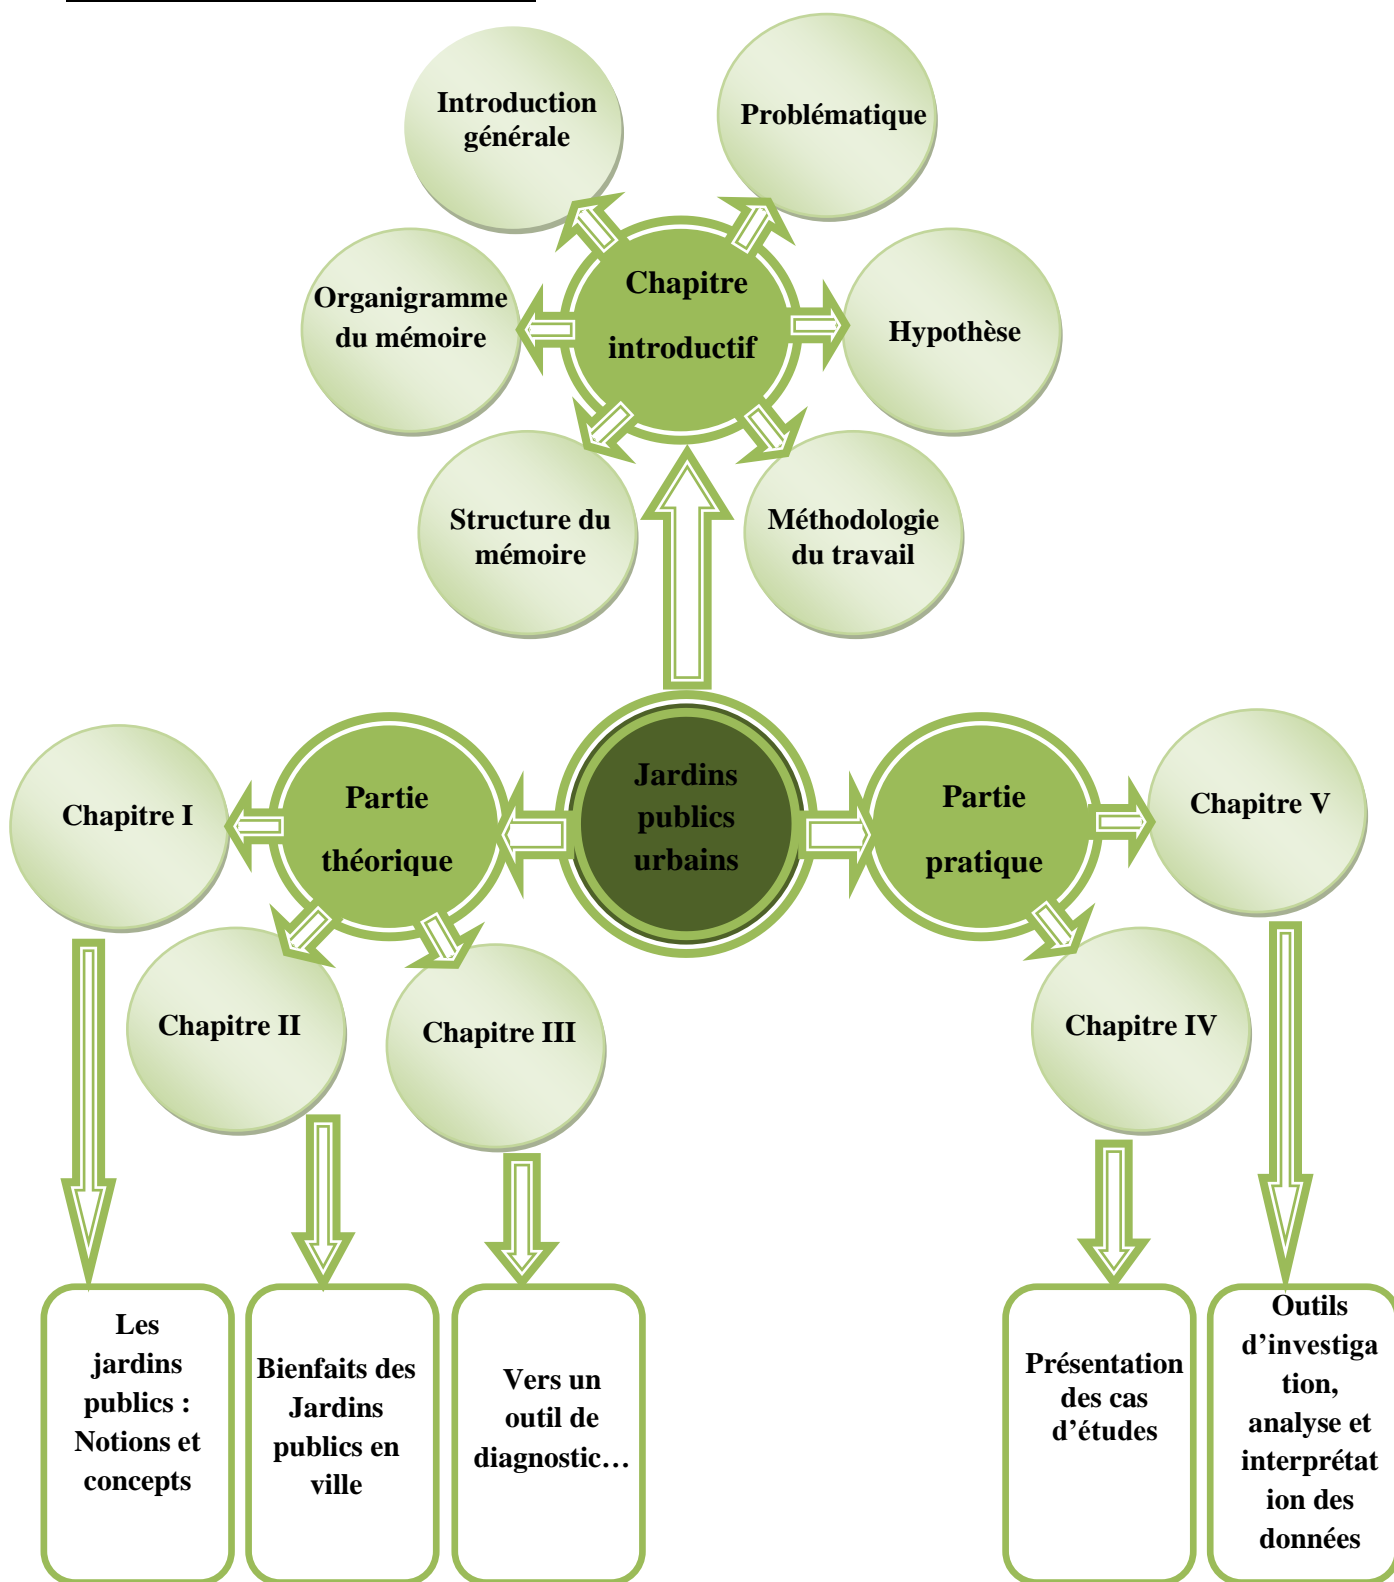 Introduction
générale
Problématique
Organigramme
du mémoire
Chapitre
introductif
Hypothèse
Structure du
mémoire
Méthodologie
du travail
Chapitre I
Partie
théorique
Jardins
publics
urbains
Partie
pratique
Chapitre V
Chapitre II
Chapitre III
Chapitre IV
Les
jardins
publics :
Notions et
concepts
Bienfaits des
Jardins
publics en
ville
Vers un
outil de
diagnostic…
Présentation
des cas
d’études
Outils
d’investiga
tion,
analyse et
interprétat
ion des
données